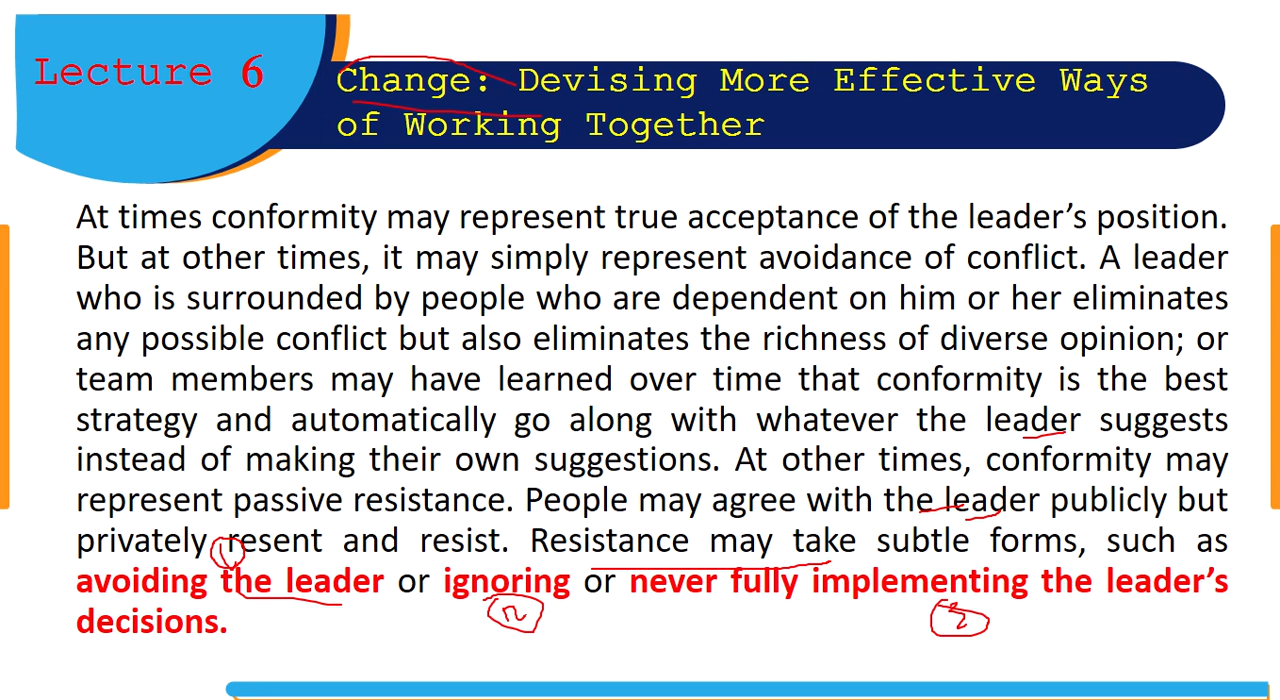 Lecture 6
Change: Devising More Effective Ways
of Working Together
At times conformity may represent true acceptance of the leader’s position.
But at other times, it may simply represent avoidance of conflict. A leader
who is surrounded by people who are dependent on him or her eliminates
any possible conflict but also eliminates the richness of diverse opinion; or
team members may have learned over time that conformity is the best
strategy and automatically go along with whatever the leader suggests
instead of making their own suggestions. At other times, conformity may
represent passive resistance. People may agree with the leader publicly but
privately resent and resist. Resistance may take subtle forms, such as
avoiding the leader or ignoring or never fully implementing the leader’s
decisions.